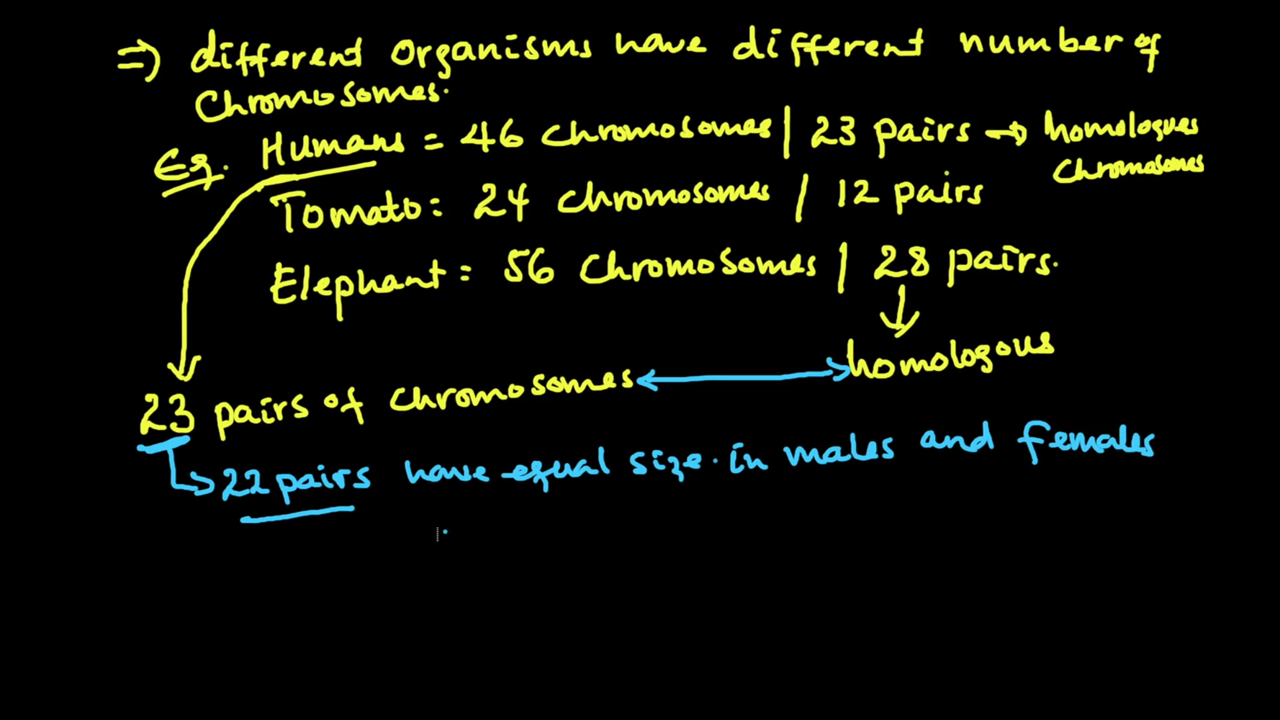 => different organisms have different number of
chromosomes.
Eg. Humans = 46 chromosomes | 23 pairs → homologues
chromosomes
Tomato: 24 chromosomes / 12 pairs
Elephant = 56 chromosomes | 28 pairs.
homologous
23 pairs of chromosomes
22 pairs have equal size. in males and females